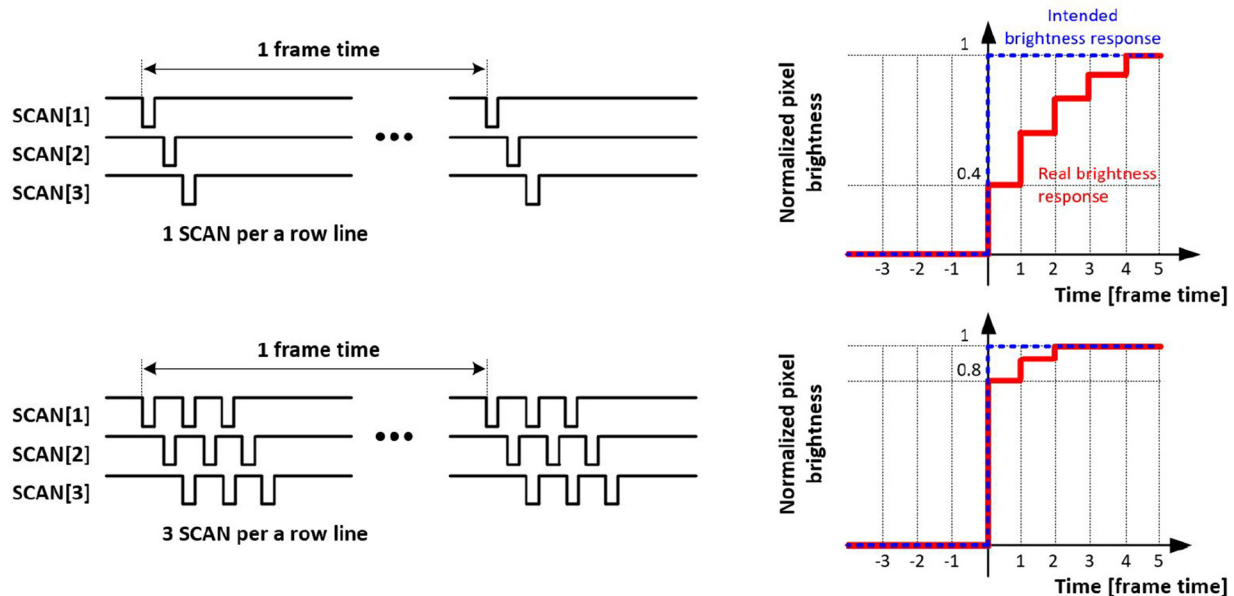 1 frame time
SCAN[1]
SCAN[2]
SCAN[3]
1 SCAN per a row line
Intended
brightness response
1
0.4
Normalized pixel
brightness
Real brightness
response
-3 -2 -1 1 2 3 4 5
Time [frame time]
1 frame time
SCAN[1]
SCAN[2]
SCAN[3]
3 SCAN per a row line
1
0.8
Normalized pixel
brightness
-3 -2 -1 1 2 3 4 5
Time [frame time]